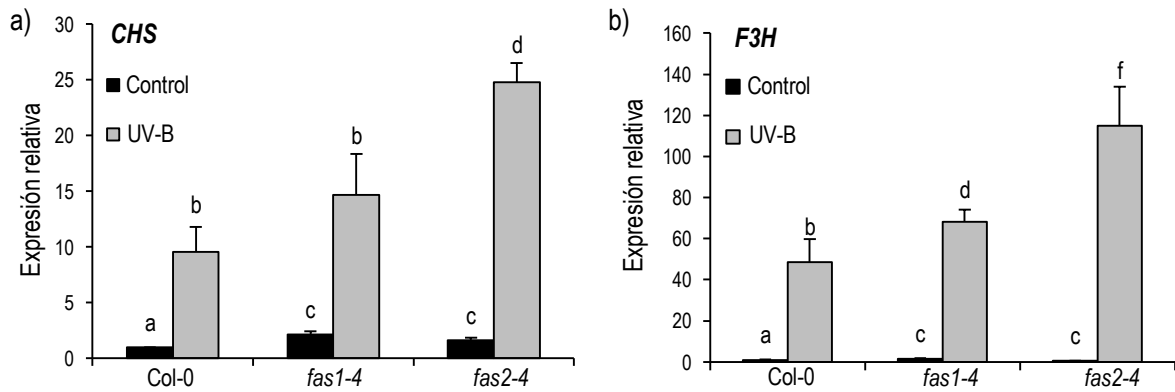 a)
CHS
Control
UV-B
Expresión relativa
30
25
20
15
10
5
0
a
b
c
b
c
d
Col-0
fas1-4
fas2-4
b)
F3H
Control
UV-B
Expresión relativa
160
140
120
100
80
60
40
20
0
a
b
c
d
c
f
Col-0
fas1-4
fas2-4